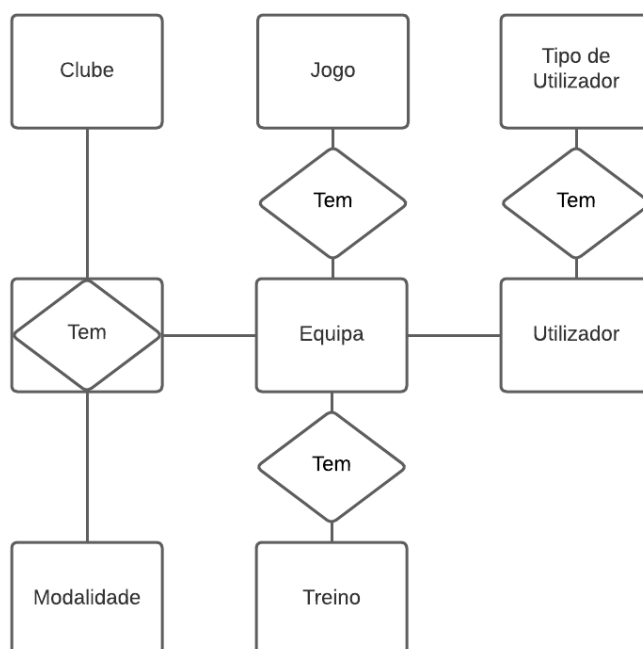 Clube
Jogo
Tipo de
Utilizador
Tem
Tem
Tem
Equipa
Utilizador
Tem
Modalidade
Treino